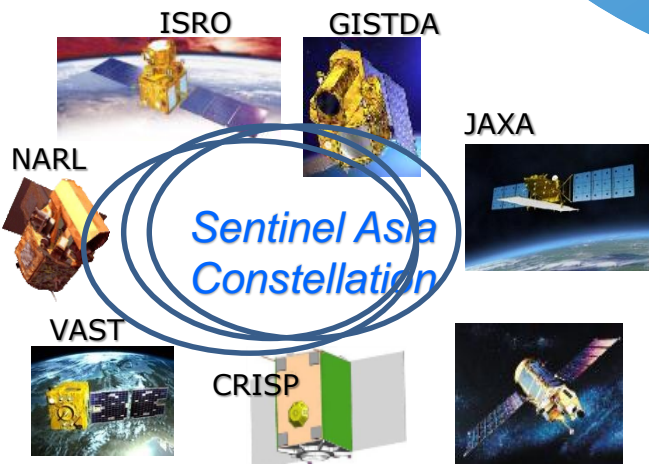 ISRO
GISTDA
JAXA
NARL
Sentinel Asia
Constellation
VAST
CRISP